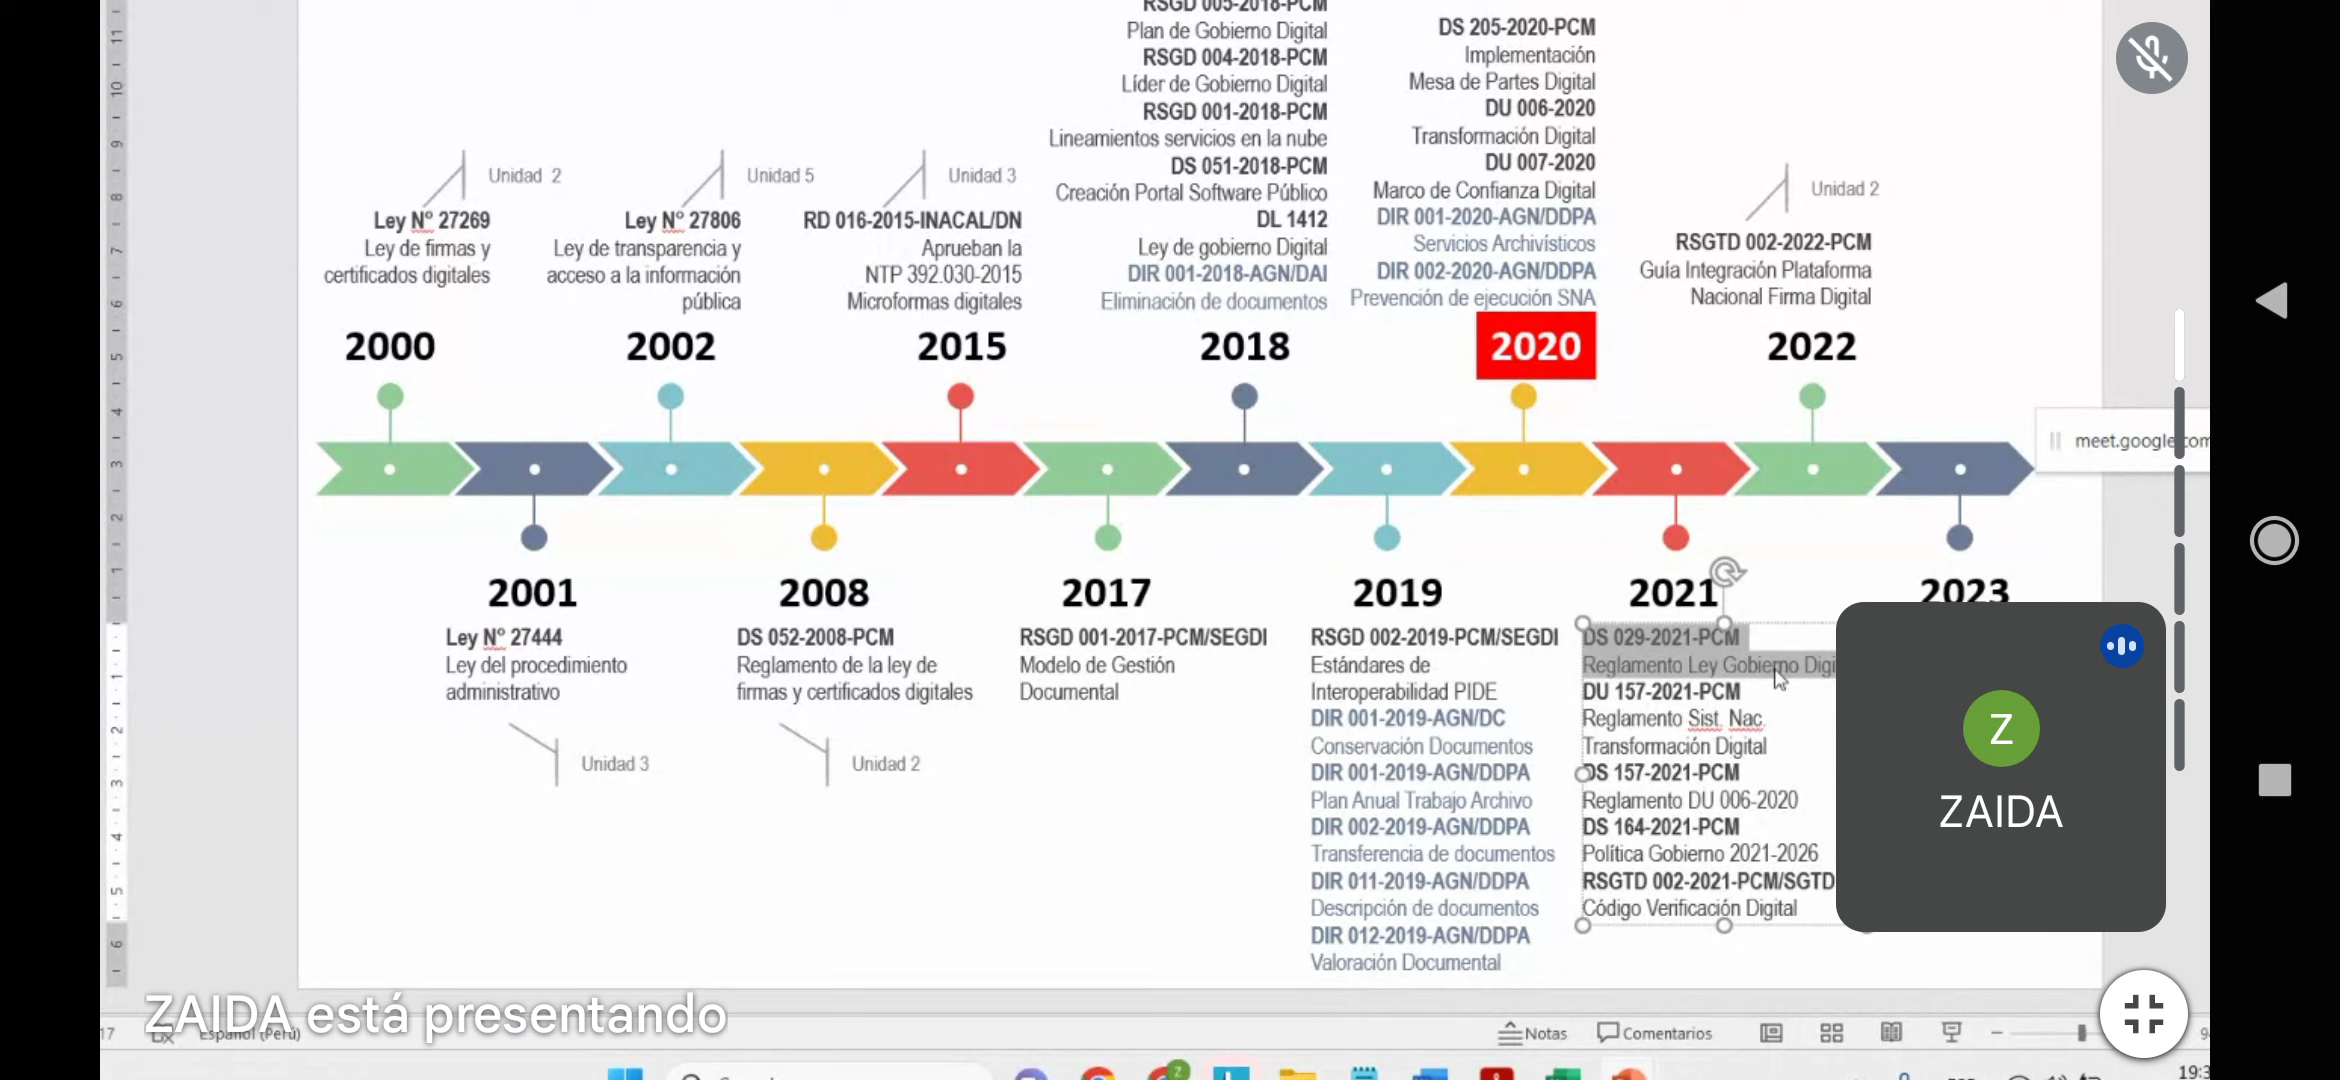 RSGD 005-2018-PCM
Plan de Gobierno Digital
RSGD 004-2018-PCM
Líder de Gobierno Digital
RSGD 001-2018-PCM
Lineamientos servicios en la nube
DS 051-2018-PCM
Creación Portal Software Público
DL 1412
Ley de gobierno Digital
DIR 001-2018-AGN/DAI
Eliminación de documentos
DS 205-2020-PCM
Implementación
Mesa de Partes Digital
DU 006-2020
Transformación Digital
DU 007-2020
Marco de Confianza Digital
DIR 001-2020-AGN/DDPA
Servicios Archivísticos
DIR 002-2020-AGN/DDPA
Prevención de ejecución SNA
Unidad 2
Ley Nº 27269
Ley de firmas y
certificados digitales
Unidad 5
Ley Nº 27806
Ley de transparencia y
acceso a la información
pública
Unidad 3
RD 016-2015-INACAL/DN
Aprueban la
NTP 392.030-2015
Microformas digitales
Unidad 2
RSGTD 002-2022-PCM
Guía Integración Plataforma
Nacional Firma Digital
2000 2002 2015 2018 2020 2022
meet.google.com
2001 2008 2017 2019 2021 2023
Ley Nº 27444
Ley del procedimiento
administrativo
Unidad 3
DS 052-2008-PCM
Reglamento de la ley de
firmas y certificados digitales
Unidad 2
RSGD 001-2017-PCM/SEGDI
Modelo de Gestión
Documental
RSGD 002-2019-PCM/SEGDI
Estándares de
Interoperabilidad PIDE
DIR 001-2019-AGN/DC
Conservación Documentos
DIR 001-2019-AGN/DDPA
Plan Anual Trabajo Archivo
DIR 002-2019-AGN/DDPA
Transferencia de documentos
DIR 011-2019-AGN/DDPA
Descripción de documentos
DIR 012-2019-AGN/DDPA
Valoración Documental
DS 029-2021-PCM
Reglamento Ley Gobierno Digi
DU 157-2021-PCM
Reglamento Sist. Nac.
Transformación Digital
DS 157-2021-PCM
Reglamento DU 006-2020
DS 164-2021-PCM
Política Gobierno 2021-2026
RSGTD 002-2021-PCM/SGTD
Código Verificación Digital
Z
ZAIDA
ZAIDA está presentando
17 Español (Perú) Notas Comentarios